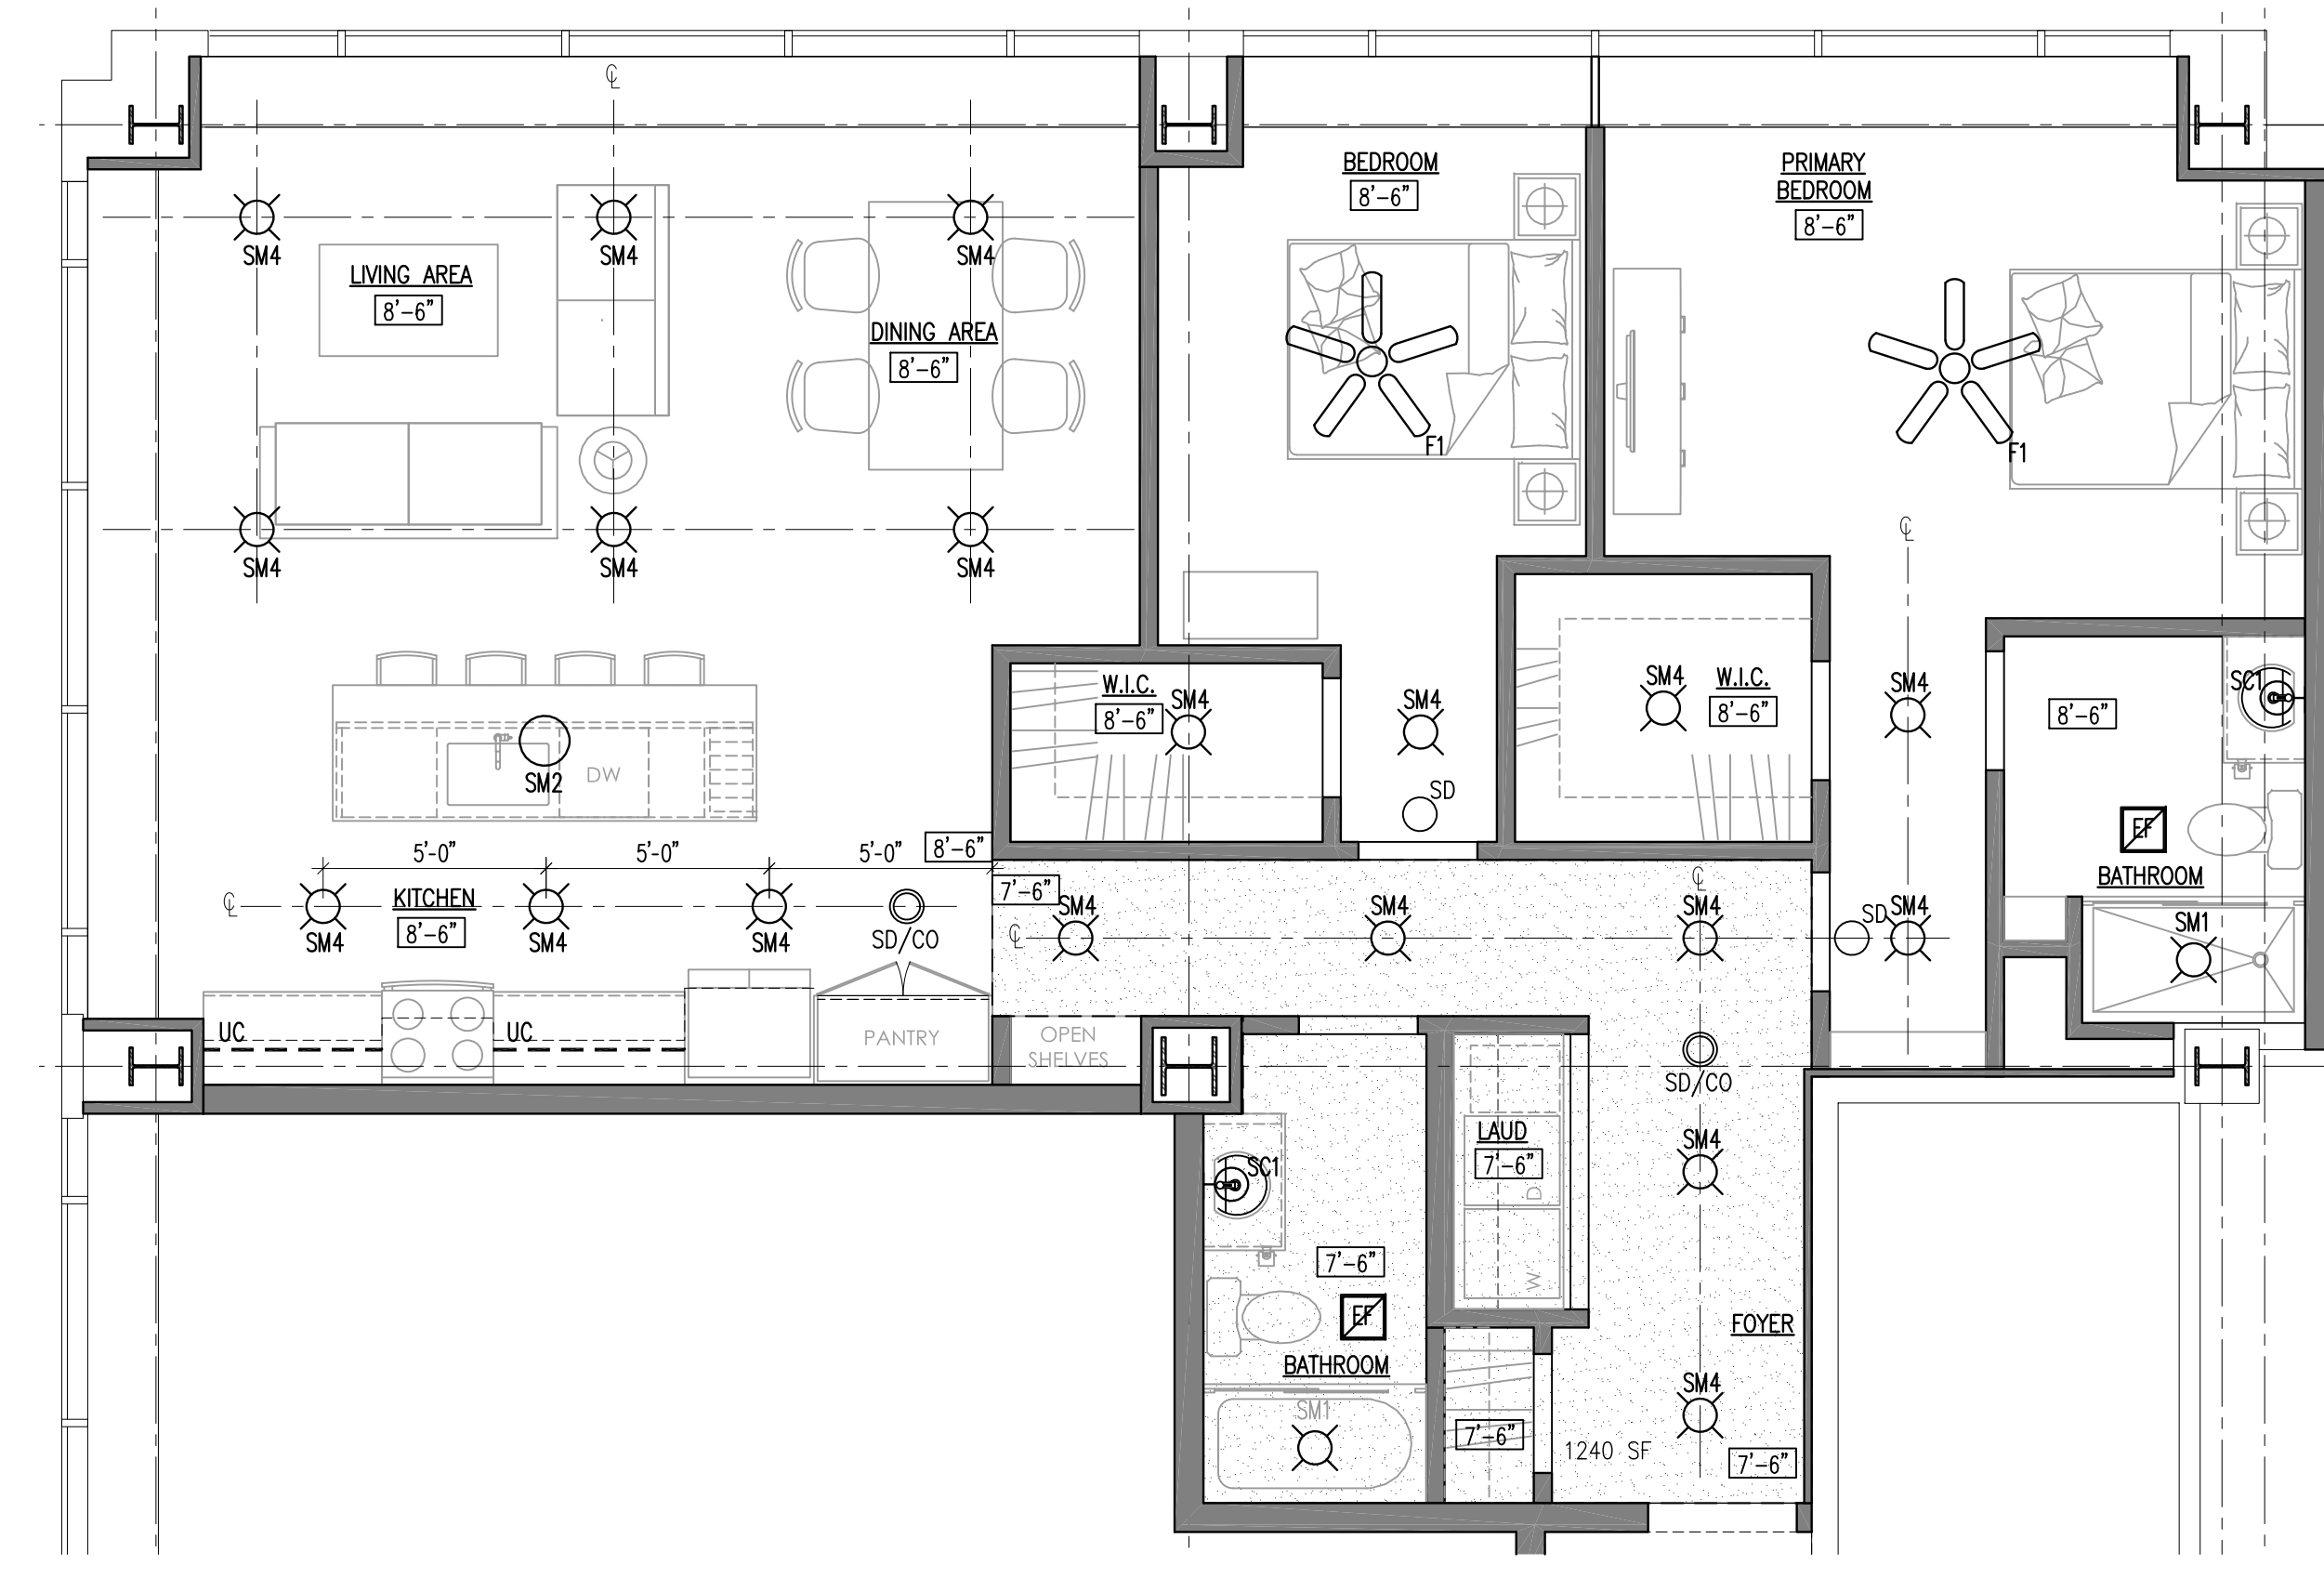 ℄
BEDROOM
8'-6"
PRIMARY
BEDROOM
8'-6"
SM4
SM4
SM4
LIVING AREA
8'-6"
DINING AREA
8'-6"
F1
F1
SM4
SM4
SM4
℄
W.I.C.
8'-6"
SM4
SM4
SM4
W.I.C.
8'-6"
SM4
8'-6"
SC1
SM2
DW
SD
EF
BATHROOM
5'-0"
5'-0"
5'-0"
8'-6"
7'-6"
℄
KITCHEN
8'-6"
SM4
SM4
SM4
SD/CO
℄
SM4
SM4
℄
SM4
SD
SM4
SM1
UC
UC
PANTRY
OPEN
SHELVES
SD/CO
LAUD
7'-6"
D
W
SM4
SC1
7'-6"
EF
BATHROOM
FOYER
SM1
SM4
7'-6"
1240 SF
7'-6"